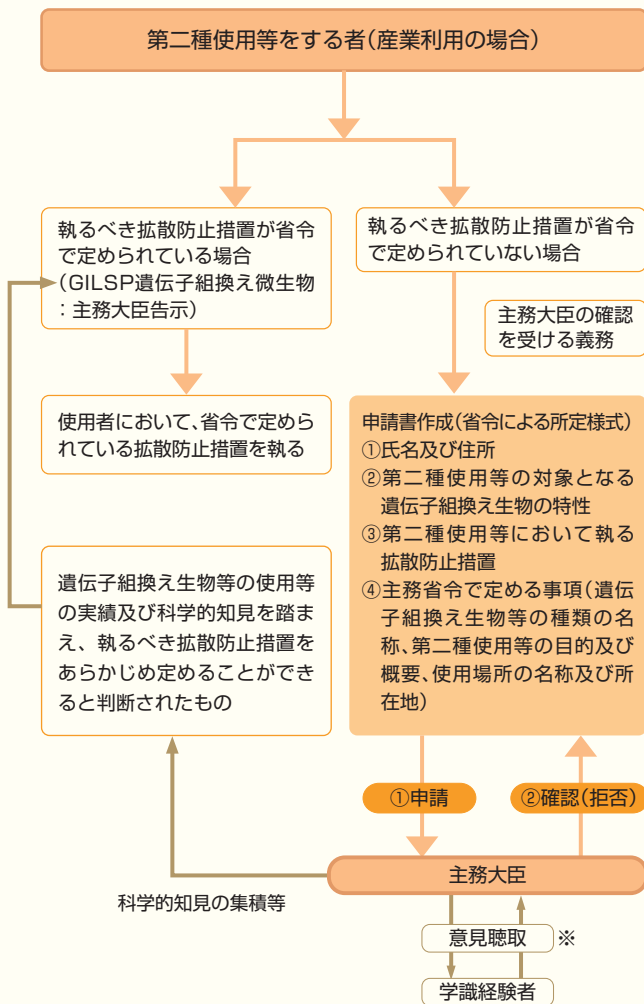 第二種使用等をする者(産業利用の場合)
執るべき拡散防止措置が省令
で定められている場合
(GILSP遺伝子組換え微生物
：主務大臣告示)
執るべき拡散防止措置が省令
で定められていない場合
主務大臣の確認
を受ける義務
使用者において、省令で定めら
れている拡散防止措置を執る
申請書作成(省令による所定様式)
①氏名及び住所
②第二種使用等の対象となる
遺伝子組換え生物の特性
③第二種使用等において執る
拡散防止措置
④主務省令で定める事項(遺伝
子組換え生物等の種類の名
称、第二種使用等の目的及び
概要、使用場所の名称及び所
在地)
遺伝子組換え生物等の使用等
の実績及び科学的知見を踏ま
え、執るべき拡散防止措置を
あらかじめ定めることができ
ると判断されたもの
①申請
②確認(拒否)
主務大臣
科学的知見の集積等
意見聴取 ※
学識経験者